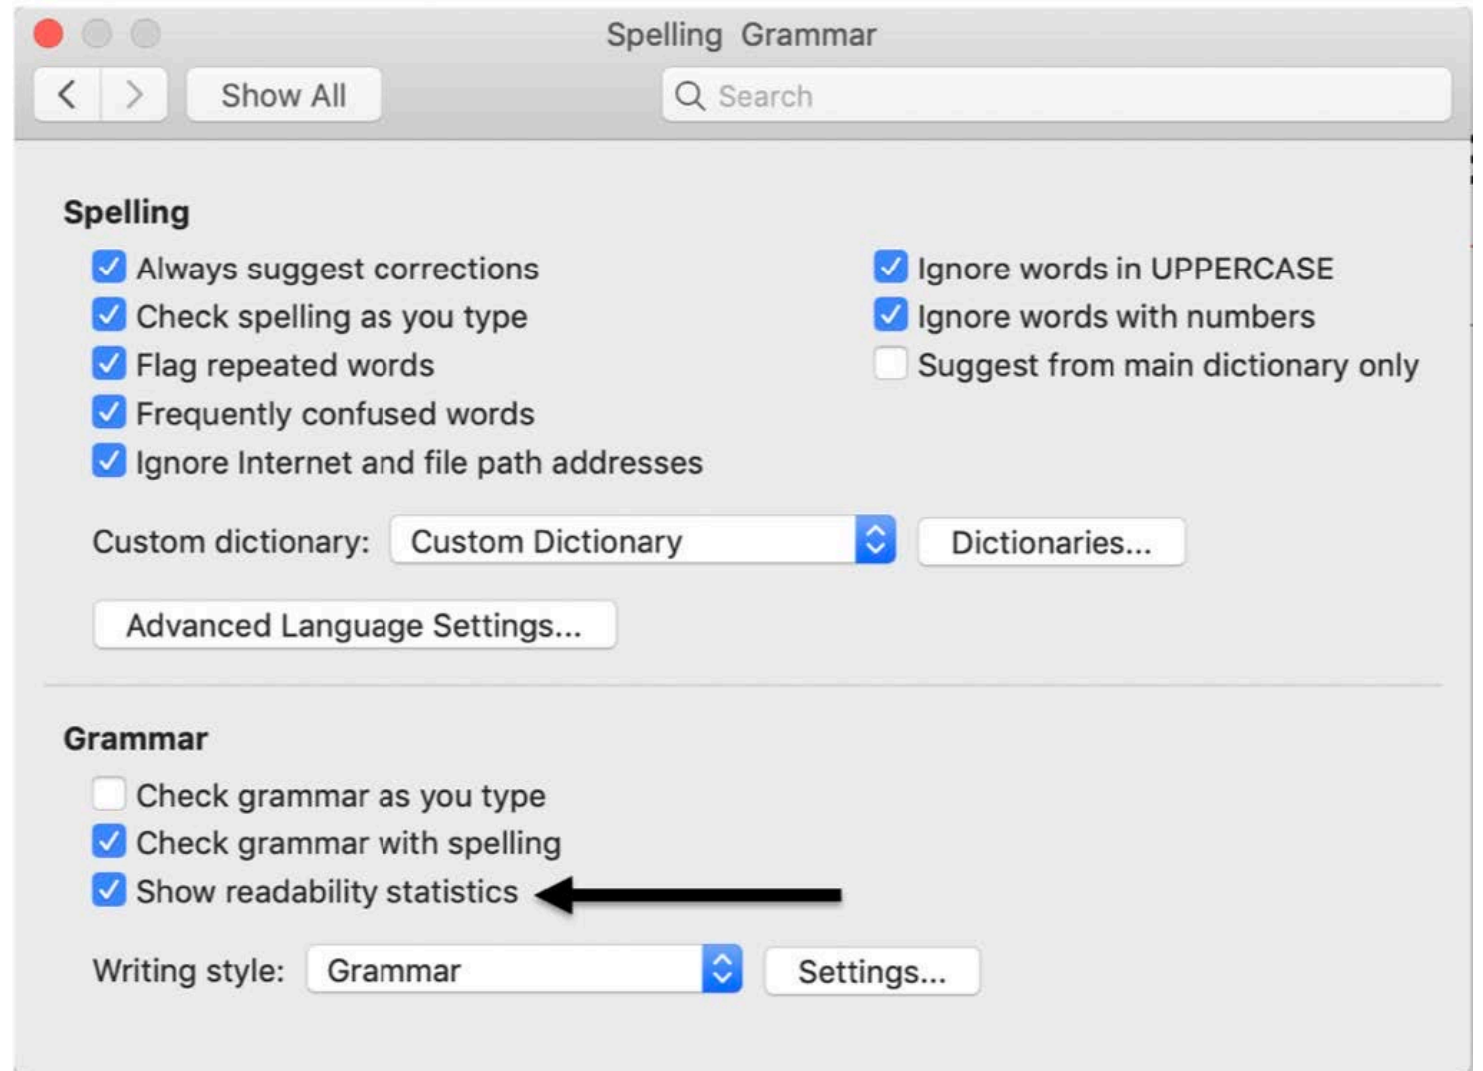 Spelling  Grammar
Show All
Search
Spelling
Always suggest corrections
Check spelling as you type
Flag repeated words
Frequently confused words
Ignore Internet and file path addresses
Ignore words in UPPERCASE
Ignore words with numbers
Suggest from main dictionary only
Custom dictionary: Custom Dictionary Dictionaries...
Advanced Language Settings...
Grammar
Check grammar as you type
Check grammar with spelling
Show readability statistics
Writing style: Grammar Settings...